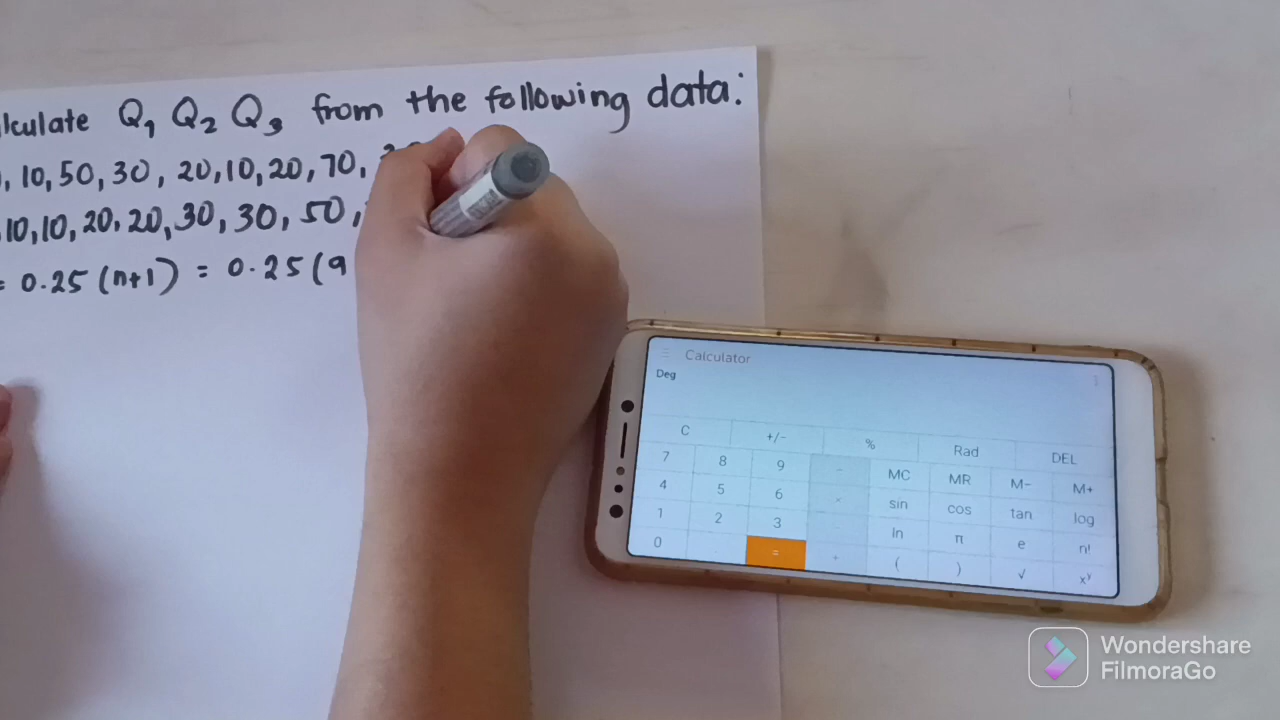 lculate Q1 Q2 Q3 from the following data:
, 10, 50, 30, 20, 10, 20, 70,
10, 10, 20, 20, 30, 30, 50,
= 0.25 (n+1) = 0.25 (9
Calculator
Deg
C +/- % Rad DEL
7 8 9 MC MR M- M+
4 5 6 × sin cos tan log
1 2 3 ln π e n!
0 . = + ( ) √ xʸ
Wondershare
FilmoraGo